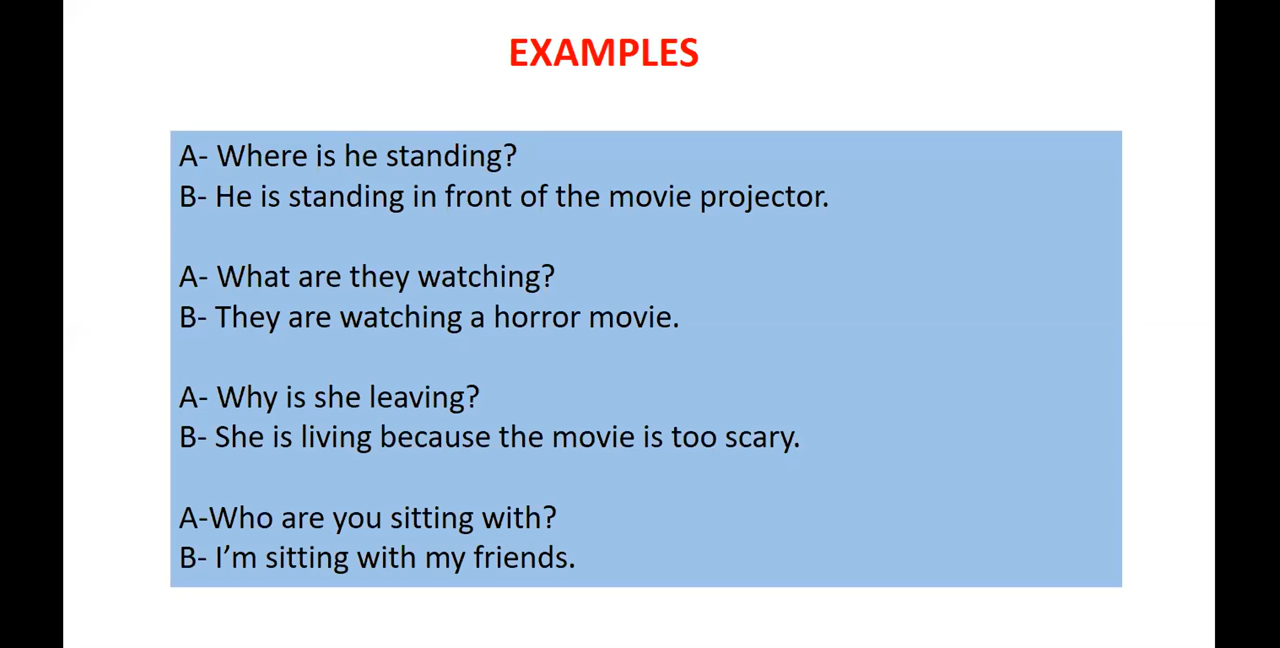 EXAMPLES
A- Where is he standing?
B- He is standing in front of the movie projector.
A- What are they watching?
B- They are watching a horror movie.
A- Why is she leaving?
B- She is living because the movie is too scary.
A-Who are you sitting with?
B- I’m sitting with my friends.